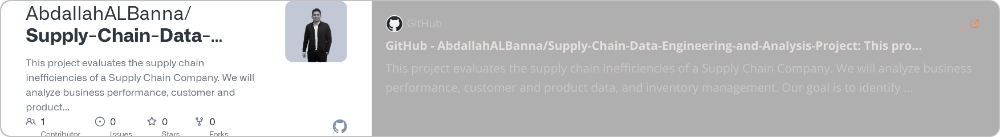 AbdallahALBanna/
Supply-Chain-Data-...
This project evaluates the supply chain
inefficiencies of a Supply Chain Company. We will
analyze business performance, customer and
product...
1
Contributor
0
Issues
0
Stars
0
Forks
GitHub
GitHub - AbdallahALBanna/Supply-Chain-Data-Engineering-and-Analysis-Project: This pro...
This project evaluates the supply chain inefficiencies of a Supply Chain Company. We will analyze business
performance, customer and product data, and inventory management. Our goal is to identify ...